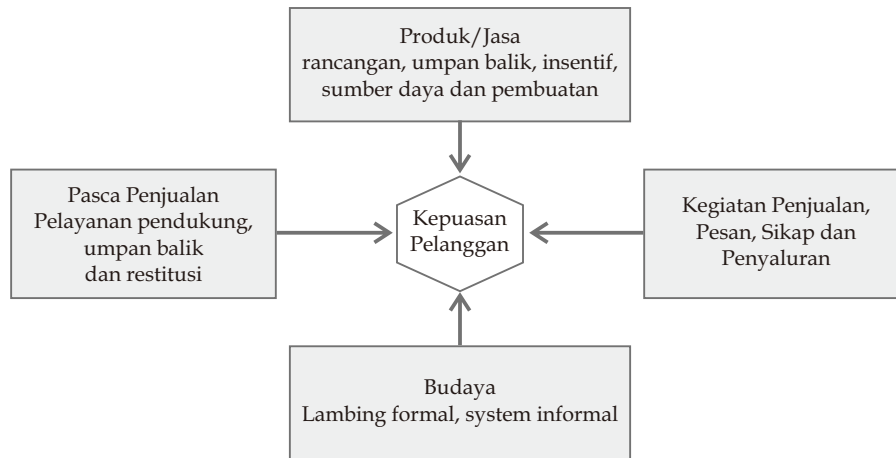 Produk/Jasa
rancangan, umpan balik, insentif,
sumber daya dan pembuatan
Pasca Penjualan
Pelayanan pendukung,
umpan balik
dan restitusi
Kepuasan
Pelanggan
Kegiatan Penjualan,
Pesan, Sikap dan
Penyaluran
Budaya
Lambing formal, system informal